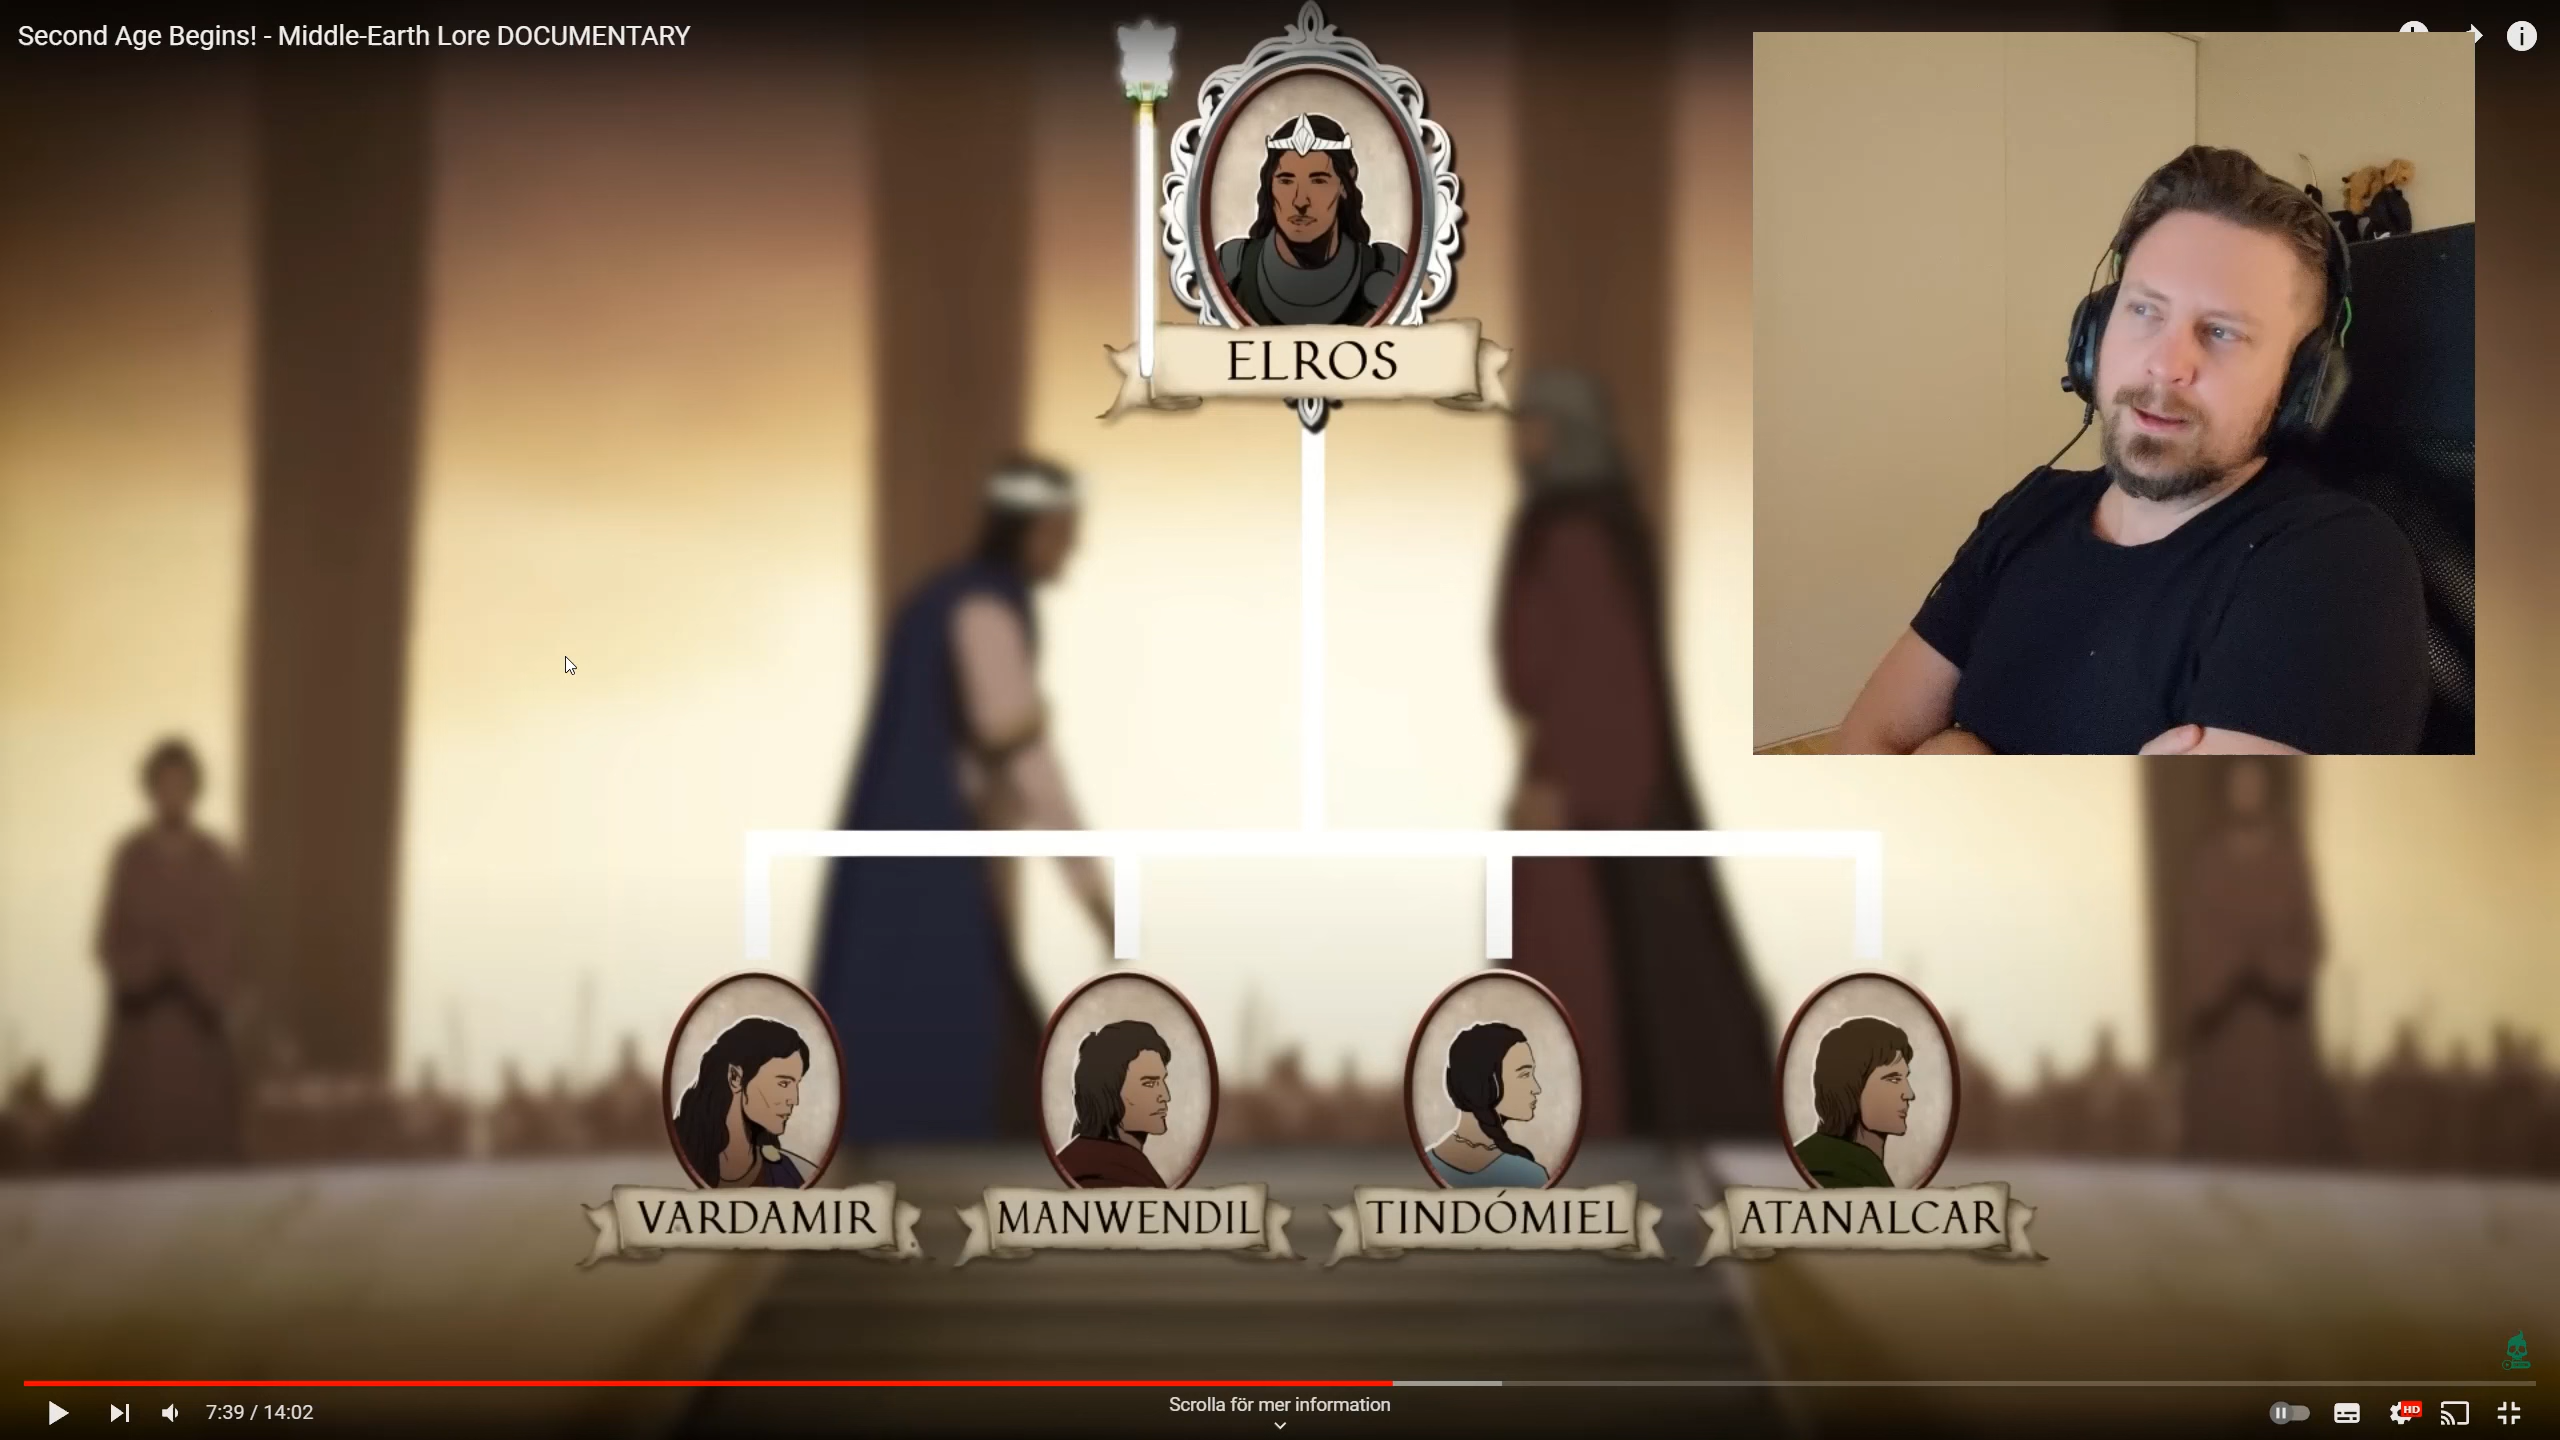 Second Age Begins! - Middle-Earth Lore DOCUMENTARY
ELROS
VARDAMIR
MANWENDIL
TINDÓMIEL
ATANALCAR
7:39 / 14:02
Scrolla för mer information
HD